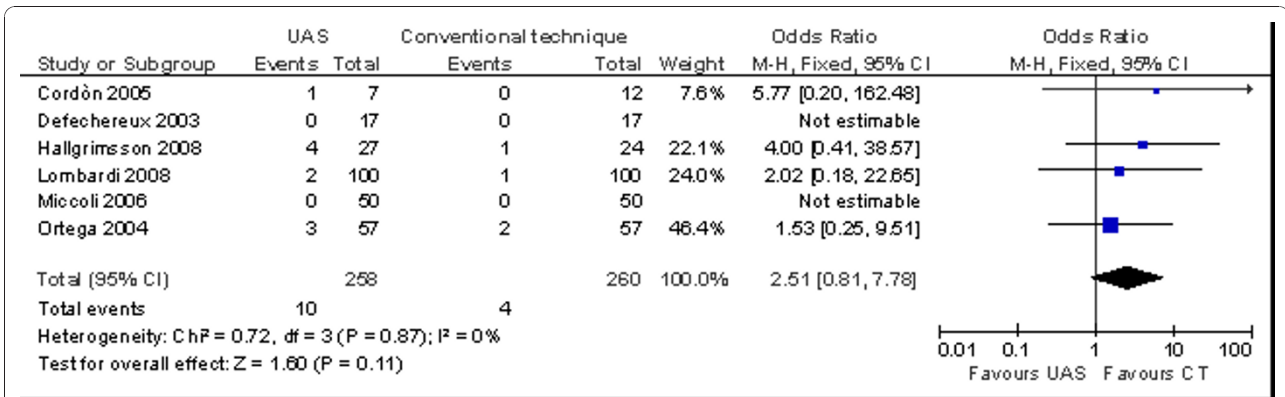 UAS Conventional technique Odds Ratio Odds Ratio
Study or Subgroup Events Total Events Total Weight M-H, Fixed, 95% CI M-H, Fixed, 95% CI
Cordòn 2005 1 7 0 12 7.6% 5.77 [0.20, 162.48]
Defechereux 2003 0 17 0 17 Not estimable
Hallgrimsson 2008 4 27 1 24 22.1% 4.00 [0.41, 38.57]
Lombardi 2008 2 100 1 100 24.0% 2.02 [0.18, 22.65]
Miccoli 2006 0 50 0 50 Not estimable
Ortega 2004 3 57 2 57 46.4% 1.53 [0.25, 9.51]
Total (95% CI) 258 260 100.0% 2.51 [0.81, 7.78]
Total events 10 4
Heterogeneity: Chi² = 0.72, df = 3 (P = 0.87); I² = 0%
Test for overall effect: Z = 1.60 (P = 0.11)
0.01 0.1 1 10 100
Favours UAS Favours CT